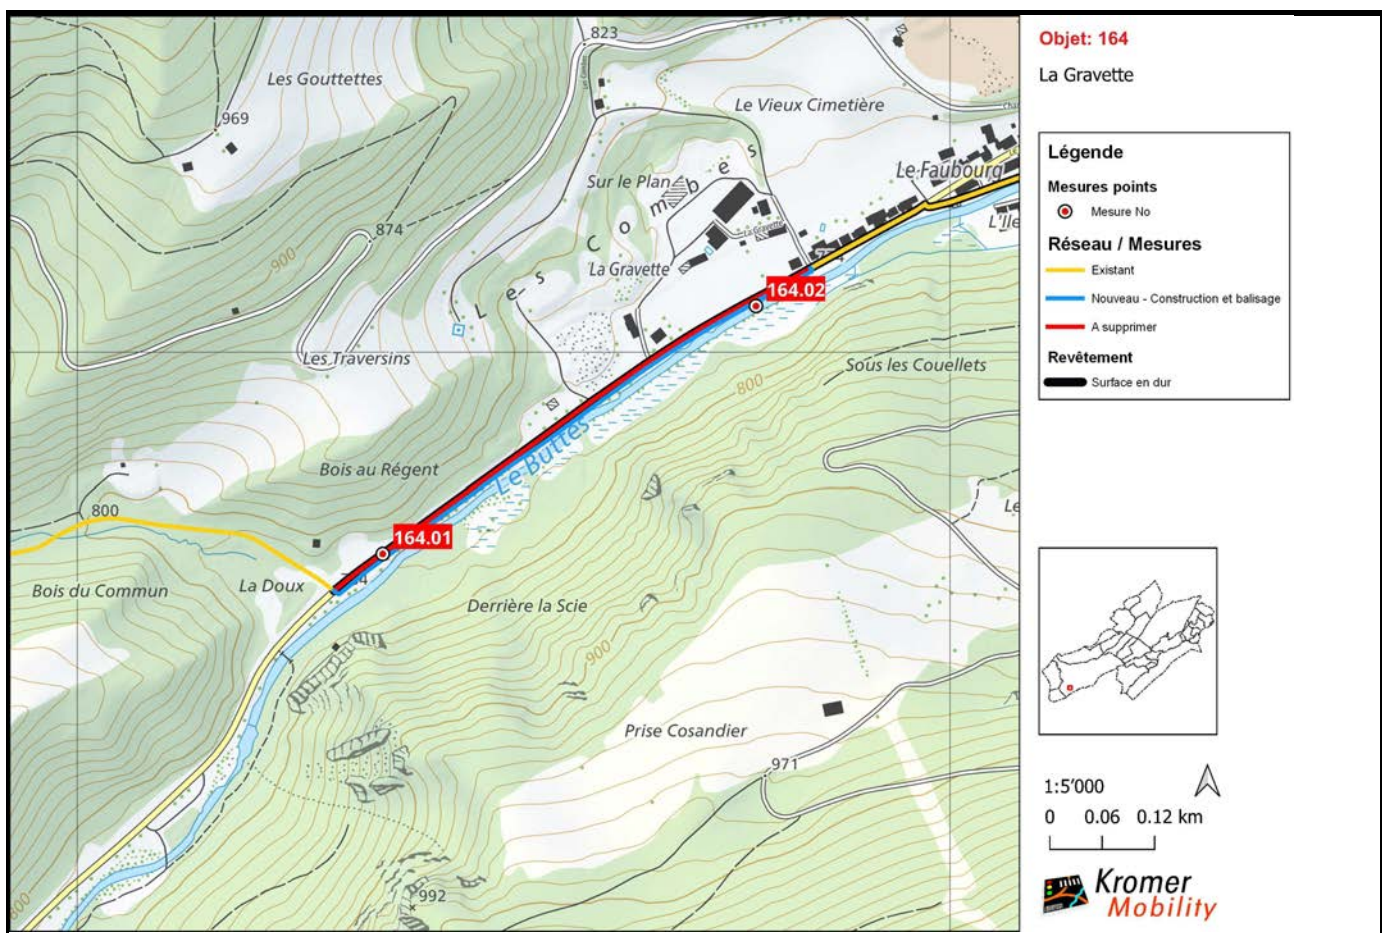 823
Les Gouttettes
969
Le Vieux Cimetière
Le Faubourg
Sur le Plan
L'Ile
874
900
La Gravette
Les Combes
La Gravette
164.02
Les Traversins
Sous les Couellets
800
Le Buttes
Bois au Régent
800
164.01
Le
Bois du Commun
La Doux
Derrière la Scie
900
Prise Cosandier
971
992
800
Objet: 164
La Gravette
Légende
Mesures points
Mesure No
Réseau / Mesures
Existant
Nouveau - Construction et balisage
A supprimer
Revêtement
Surface en dur
1:5'000
0 0.06 0.12 km
Kromer
Mobility